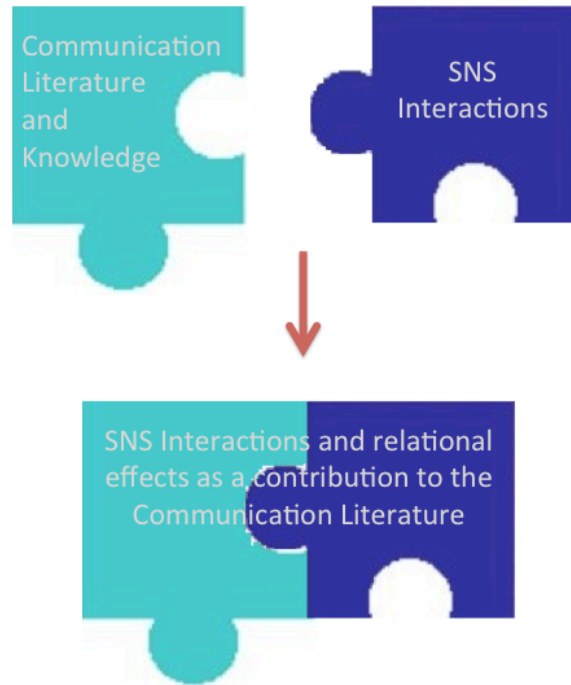 Communication
Literature
and
Knowledge
SNS
Interactions
SNS Interactions and relational
effects as a contribution to the
Communication Literature